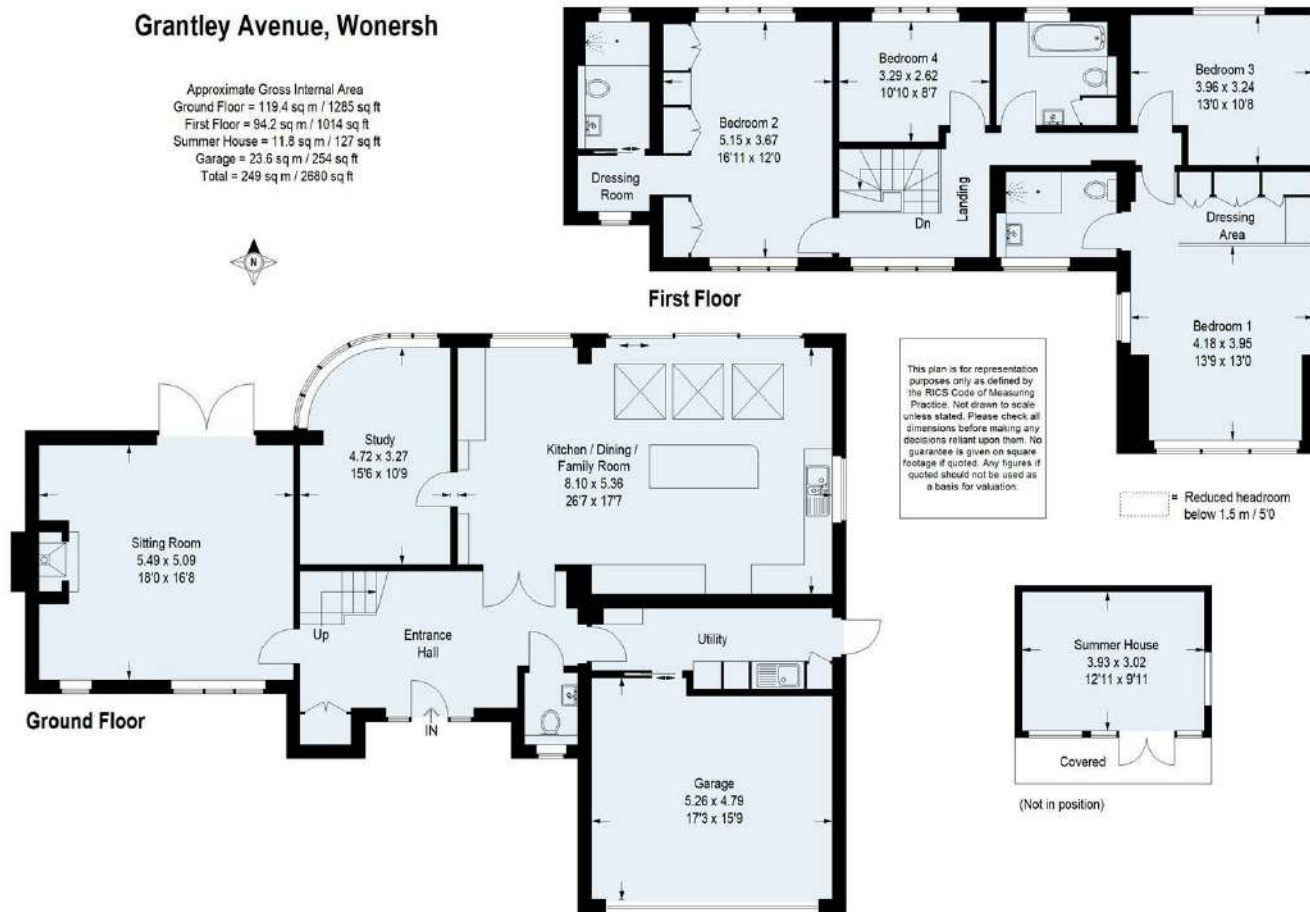 Grantley Avenue, Wonersh
Approximate Gross Internal Area
Ground Floor = 119.4 sq m / 1285 sq ft
First Floor = 94.2 sq m / 1014 sq ft
Summer House = 11.8 sq m / 127 sq ft
Garage = 23.6 sq m / 254 sq ft
Total = 249 sq m / 2680 sq ft
N
Dressing
Room
Bedroom 2
5.15 x 3.67
16'11 x 12'0
Bedroom 4
3.29 x 2.62
10'10 x 8'7
Dn
Landing
Bedroom 3
3.96 x 3.24
13'0 x 10'8
Dressing
Area
Bedroom 1
4.18 x 3.95
13'9 x 13'0
First Floor
Sitting Room
5.49 x 5.09
18'0 x 16'8
Study
4.72 x 3.27
15'6 x 10'9
Kitchen / Dining /
Family Room
8.10 x 5.36
26'7 x 17'7
Up
Entrance
Hall
Utility
IN
Garage
5.26 x 4.79
17'3 x 15'9
Ground Floor
This plan is for representation
purposes only as defined by
the RICS Code of Measuring
Practice. Not drawn to scale
unless stated. Please check all
dimensions before making any
decisions reliant upon them. No
guarantee is given on square
footage if quoted. Any figures if
quoted should not be used as
a basis for valuation.
= Reduced headroom
below 1.5 m / 5'0
Summer House
3.93 x 3.02
12'11 x 9'11
Covered
(Not in position)